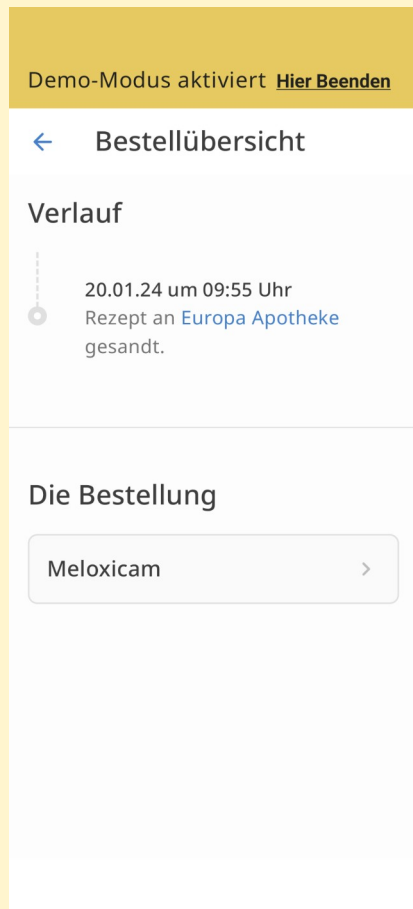 Demo-Modus aktiviert Hier Beenden
Bestellübersicht
Verlauf
20.01.24 um 09:55 Uhr
Rezept an Europa Apotheke
gesandt.
Die Bestellung
Meloxicam